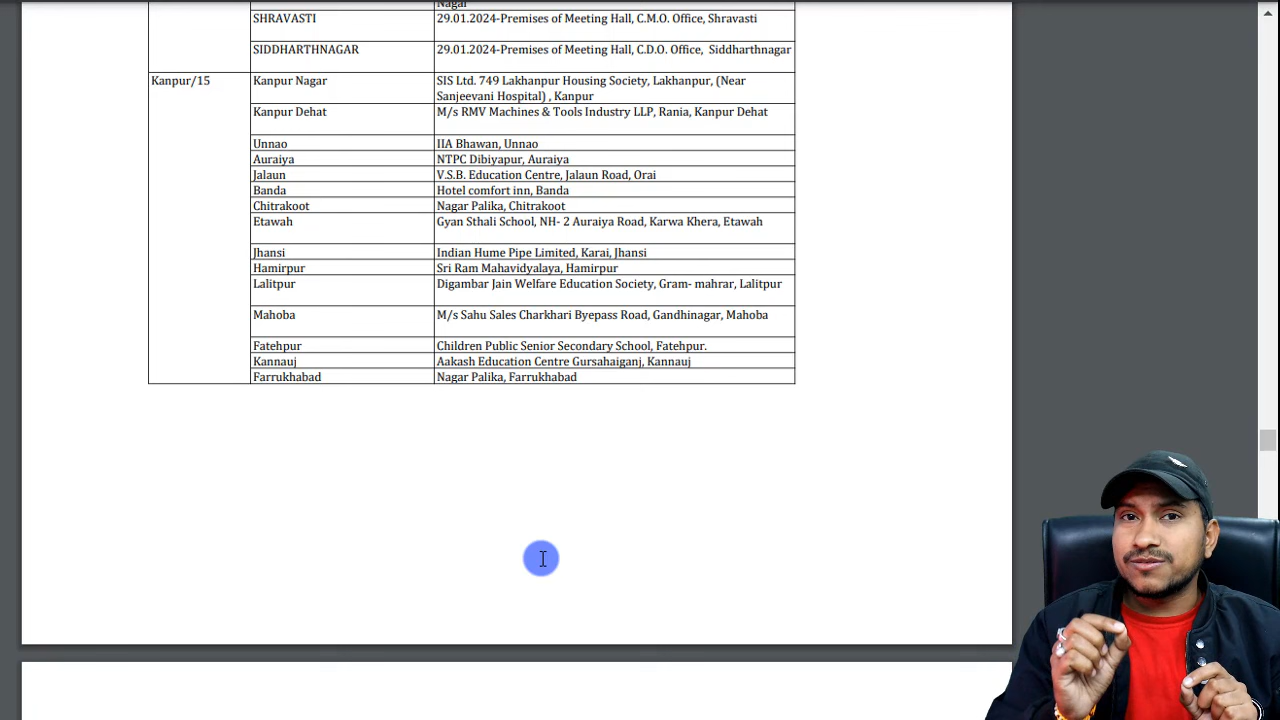 Nagar
SHRAVASTI 29.01.2024-Premises of Meeting Hall, C.M.O. Office, Shravasti
SIDDHARTHNAGAR 29.01.2024-Premises of Meeting Hall, C.D.O. Office, Siddharthnagar
Kanpur/15 Kanpur Nagar SIS Ltd. 749 Lakhanpur Housing Society, Lakhanpur, (Near
Sanjeevani Hospital) , Kanpur
Kanpur Dehat M/s RMV Machines & Tools Industry LLP, Rania, Kanpur Dehat
Unnao IIA Bhawan, Unnao
Auraiya NTPC Dibiyapur, Auraiya
Jalaun V.S.B. Education Centre, Jalaun Road, Orai
Banda Hotel comfort inn, Banda
Chitrakoot Nagar Palika, Chitrakoot
Etawah Gyan Sthali School, NH- 2 Auraiya Road, Karwa Khera, Etawah
Jhansi Indian Hume Pipe Limited, Karai, Jhansi
Hamirpur Sri Ram Mahavidyalaya, Hamirpur
Lalitpur Digambar Jain Welfare Education Society, Gram- mahrar, Lalitpur
Mahoba M/s Sahu Sales Charkhari Byepass Road, Gandhinagar, Mahoba
Fatehpur Children Public Senior Secondary School, Fatehpur.
Kannauj Aakash Education Centre Gursahaiganj, Kannauj
Farrukhabad Nagar Palika, Farrukhabad